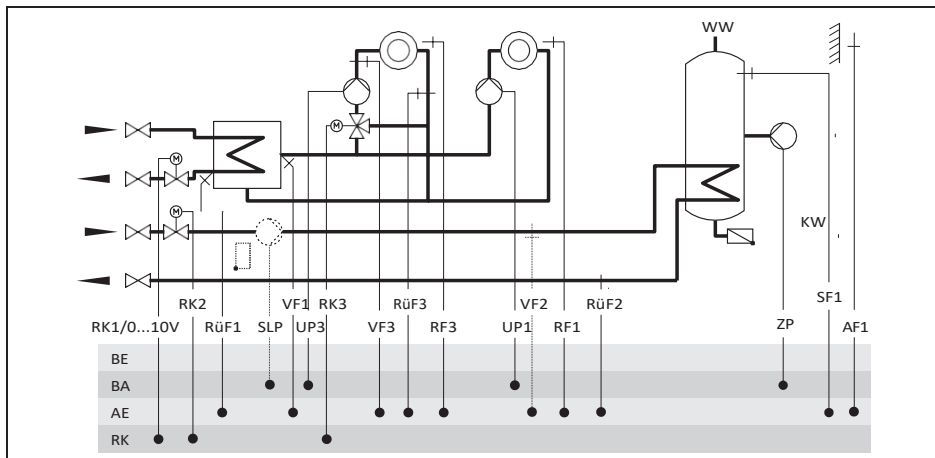 WW
M
M
M
KW
RK2 VF1 RK3 RüF3 VF2 RüF2 SF1
RK1/0...10V RüF1 SLP UP3 VF3 RF3 UP1 RF1 ZP AF1
BE
BA
AE
RK